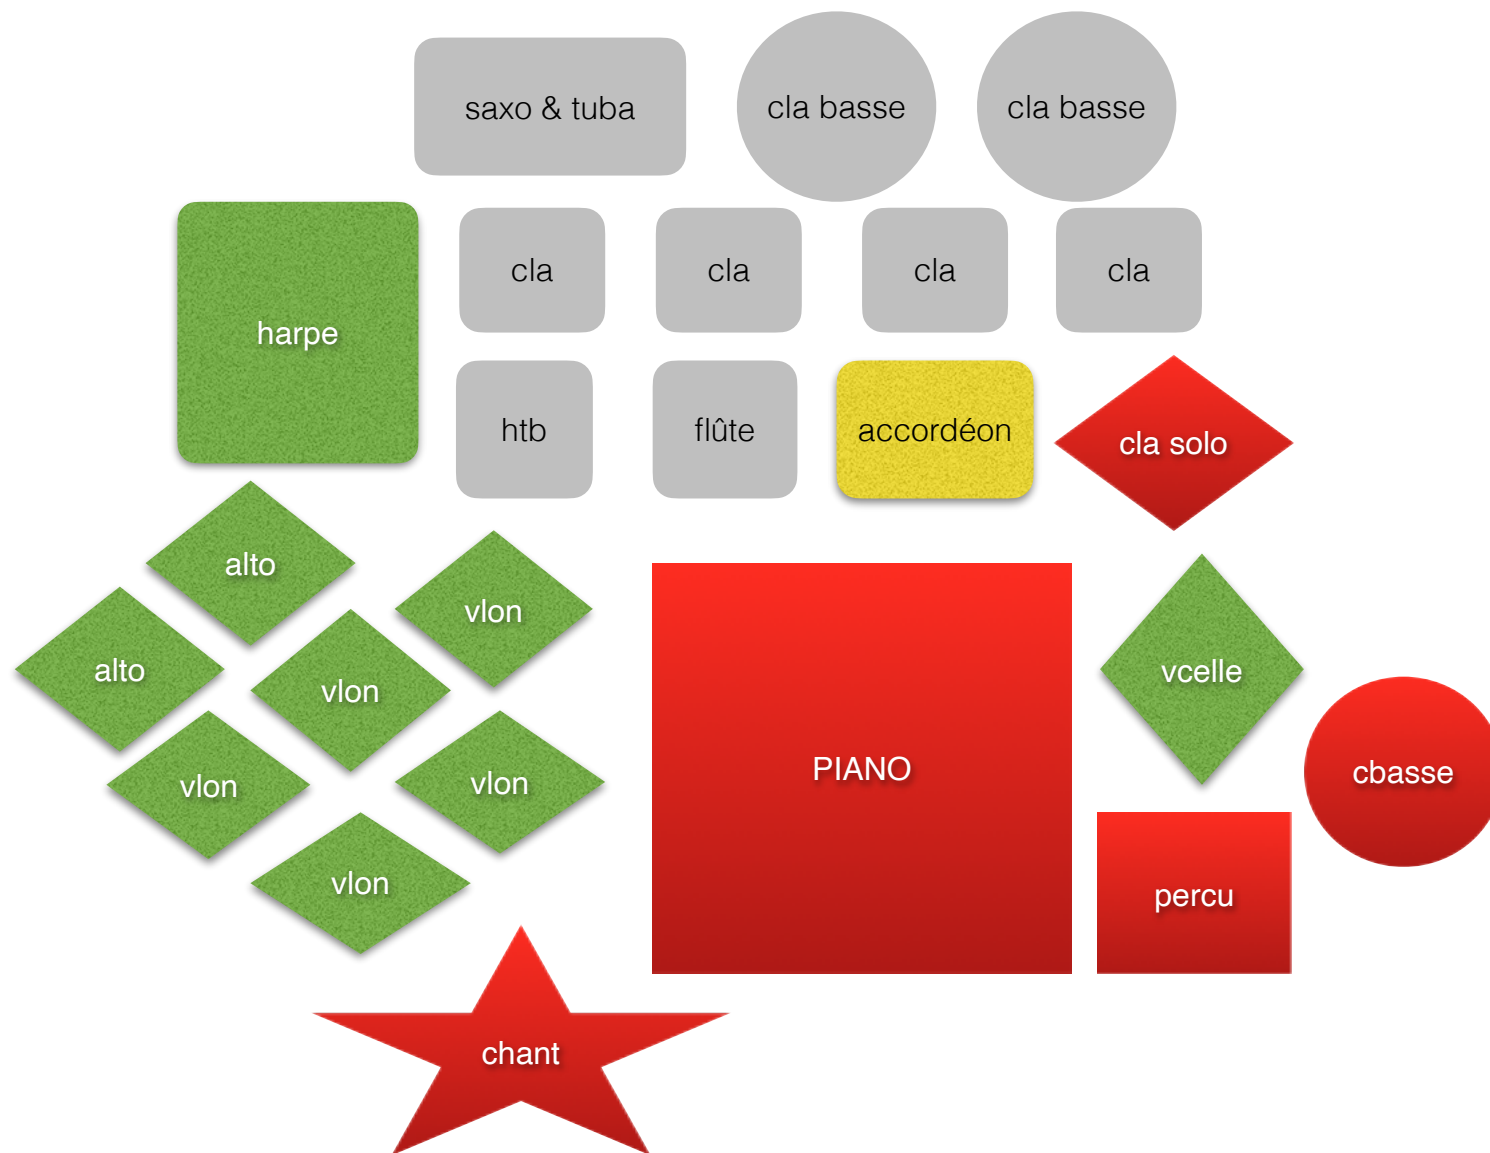 saxo & tuba
cla basse
cla basse
cla
cla
cla
cla
harpe
htb
flûte
accordéon
cla solo
alto
vlon
alto
vlon
vcelle
vlon
vlon
PIANO
cbasse
vlon
percu
chant